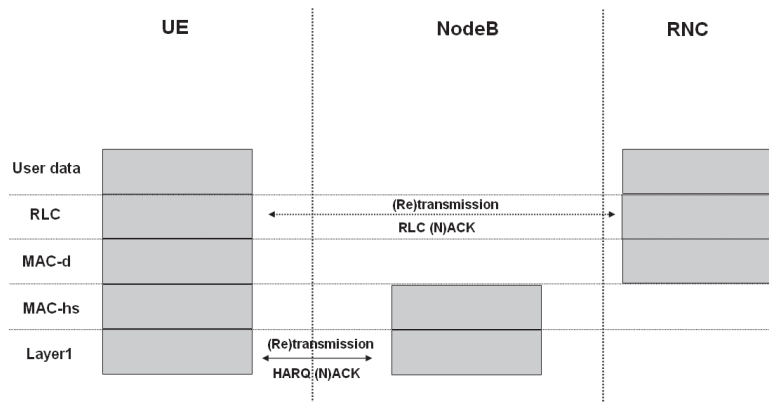 UE NodeB RNC
User data
(Re)transmission
RLC
RLC (N)ACK
MAC-d
MAC-hs
(Re)transmission
Layer1
HARQ (N)ACK